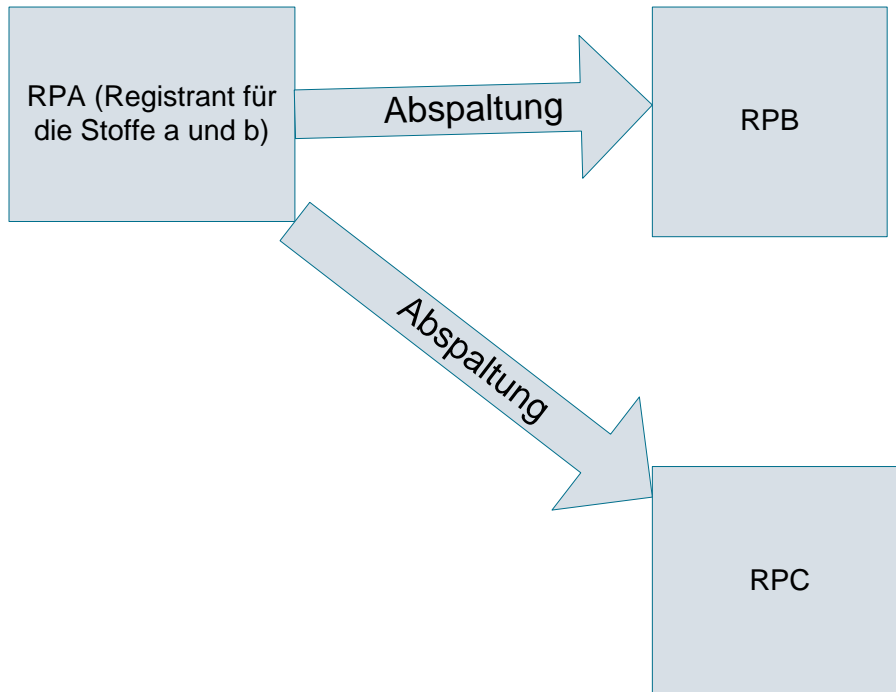 RPA (Registrant für
die Stoffe a und b)
Abspaltung
RPB
Abspaltung
RPC